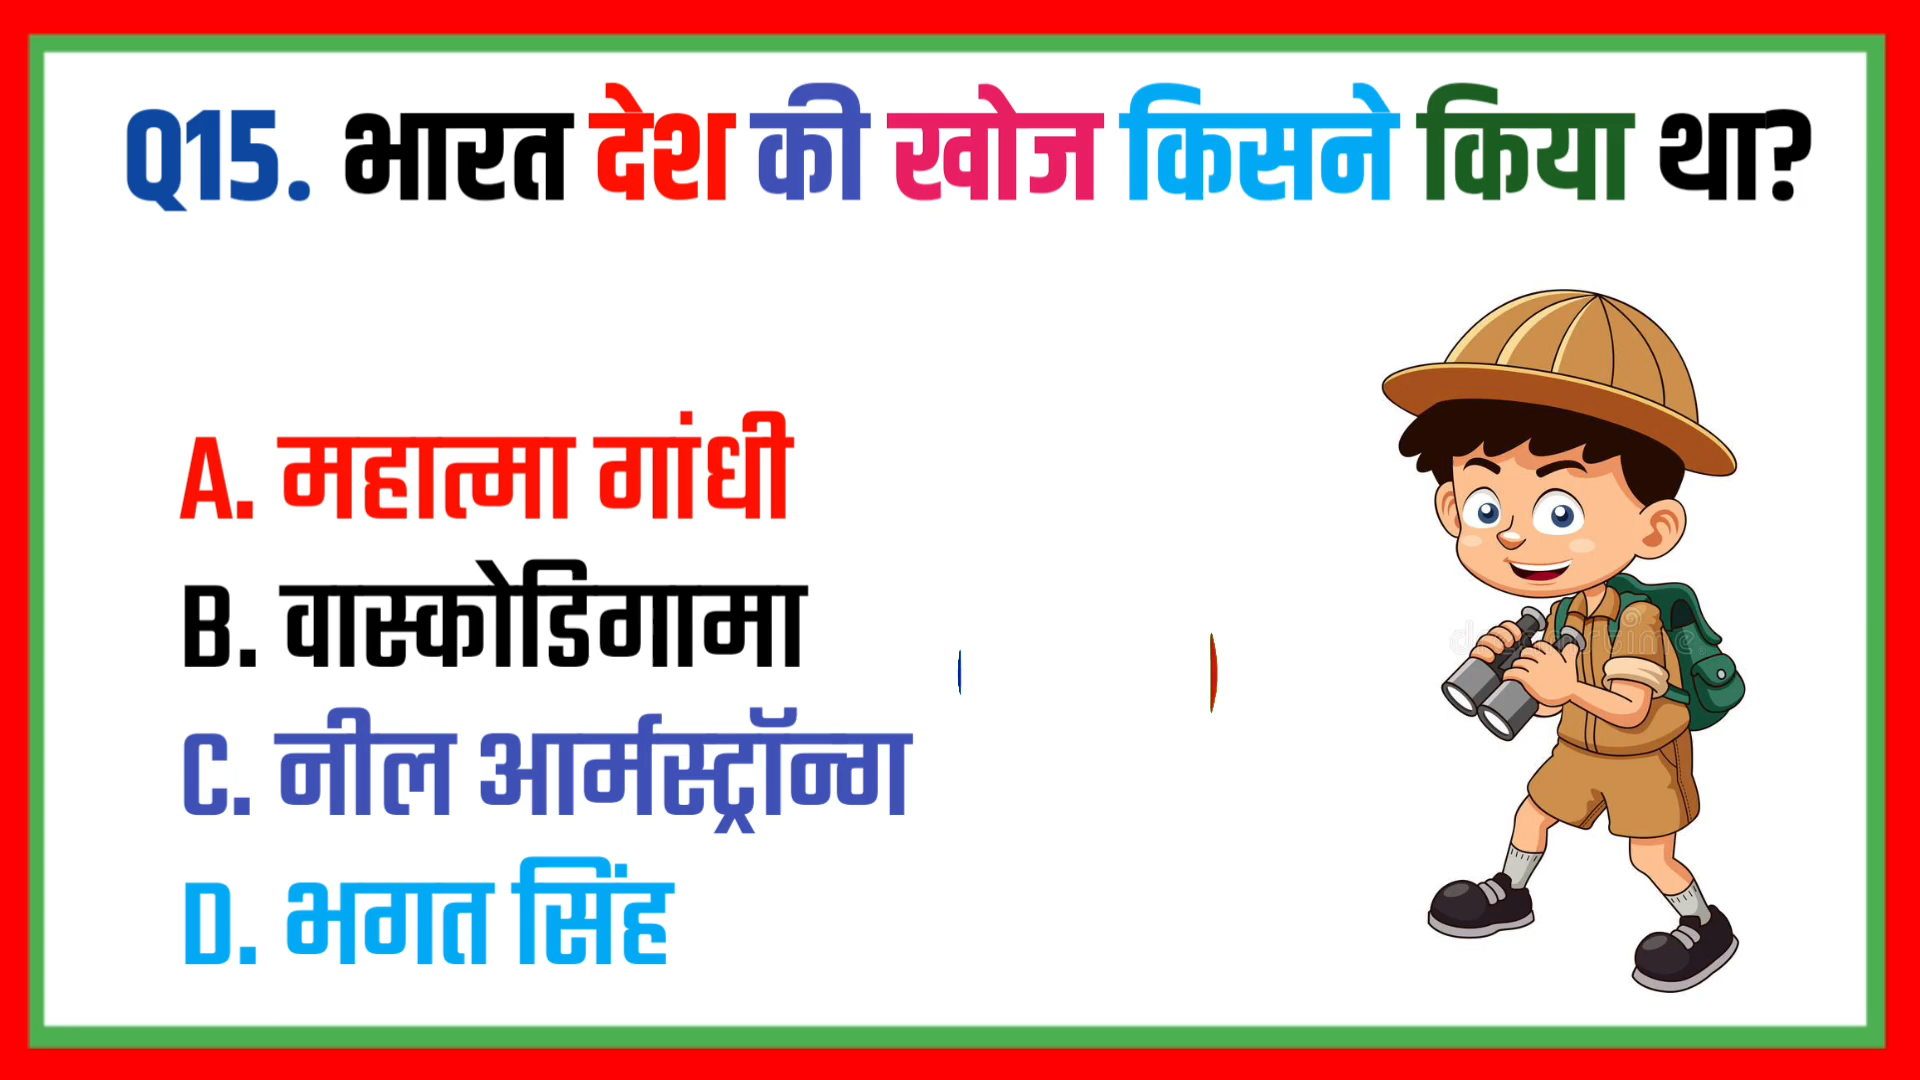 Q15. भारत देश की खोज किसने किया था?
A. महात्मा गांधी
B. वास्कोडिगामा
C. नील आर्मस्ट्रॉन्ग
D. भगत सिंह